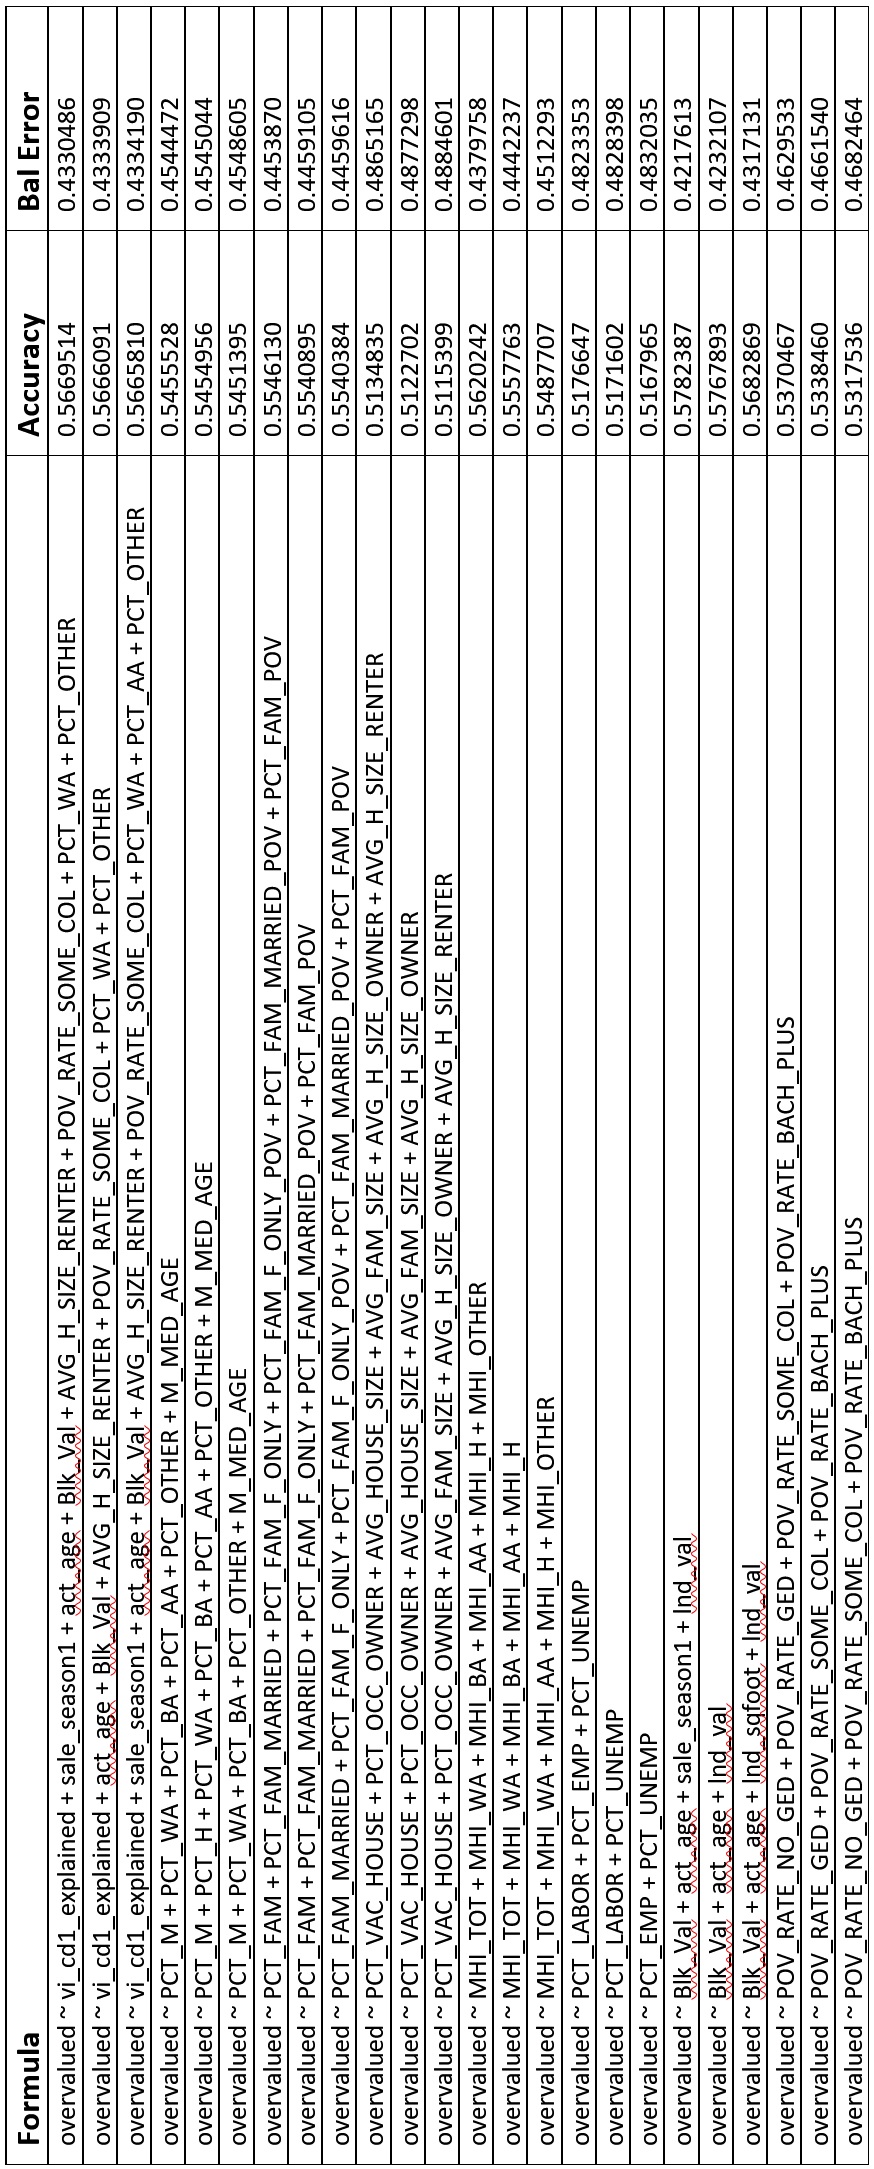 Formula Accuracy Bal Error
overvalued ~ vi_cd1_explained + sale_season1 + act_age + Blk_Val + AVG_H_SIZE_RENTER + POV_RATE_SOME_COL + PCT_WA + PCT_OTHER 0.5669514 0.4330486
overvalued ~ vi_cd1_explained + act_age + Blk_Val + AVG_H_SIZE_RENTER + POV_RATE_SOME_COL + PCT_WA + PCT_OTHER 0.5666091 0.4333909
overvalued ~ vi_cd1_explained + sale_season1 + act_age + Blk_Val + AVG_H_SIZE_RENTER + POV_RATE_SOME_COL + PCT_WA + PCT_AA + PCT_OTHER 0.5665810 0.4334190
overvalued ~ PCT_M + PCT_WA + PCT_BA + PCT_AA + PCT_OTHER + M_MED_AGE 0.5455528 0.4544472
overvalued ~ PCT_M + PCT_H + PCT_WA + PCT_BA + PCT_AA + PCT_OTHER + M_MED_AGE 0.5454956 0.4545044
overvalued ~ PCT_M + PCT_WA + PCT_BA + PCT_OTHER + M_MED_AGE 0.5451395 0.4548605
overvalued ~ PCT_FAM + PCT_FAM_MARRIED + PCT_FAM_F_ONLY + PCT_FAM_F_ONLY_POV + PCT_FAM_MARRIED_POV + PCT_FAM_POV 0.5546130 0.4453870
overvalued ~ PCT_FAM + PCT_FAM_MARRIED + PCT_FAM_F_ONLY + PCT_FAM_MARRIED_POV + PCT_FAM_POV 0.5540895 0.4459105
overvalued ~ PCT_FAM_MARRIED + PCT_FAM_F_ONLY + PCT_FAM_F_ONLY_POV + PCT_FAM_MARRIED_POV + PCT_FAM_POV 0.5540384 0.4459616
overvalued ~ PCT_VAC_HOUSE + PCT_OCC_OWNER + AVG_HOUSE_SIZE + AVG_FAM_SIZE + AVG_H_SIZE_OWNER + AVG_H_SIZE_RENTER 0.5134835 0.4865165
overvalued ~ PCT_VAC_HOUSE + PCT_OCC_OWNER + AVG_HOUSE_SIZE + AVG_FAM_SIZE + AVG_H_SIZE_OWNER 0.5122702 0.4877298
overvalued ~ PCT_VAC_HOUSE + PCT_OCC_OWNER + AVG_FAM_SIZE + AVG_H_SIZE_OWNER + AVG_H_SIZE_RENTER 0.5115399 0.4884601
overvalued ~ MHI_TOT + MHI_WA + MHI_BA + MHI_AA + MHI_H + MHI_OTHER 0.5620242 0.4379758
overvalued ~ MHI_TOT + MHI_WA + MHI_BA + MHI_AA + MHI_H 0.5557763 0.4442237
overvalued ~ MHI_TOT + MHI_WA + MHI_AA + MHI_H + MHI_OTHER 0.5487707 0.4512293
overvalued ~ PCT_LABOR + PCT_EMP + PCT_UNEMP 0.5176647 0.4823353
overvalued ~ PCT_LABOR + PCT_UNEMP 0.5171602 0.4828398
overvalued ~ PCT_EMP + PCT_UNEMP 0.5167965 0.4832035
overvalued ~ Blk_Val + act_age + sale_season1 + lnd_val 0.5782387 0.4217613
overvalued ~ Blk_Val + act_age + lnd_val 0.5767893 0.4232107
overvalued ~ Blk_Val + act_age + lnd_sqfoot + lnd_val 0.5682869 0.4317131
overvalued ~ POV_RATE_NO_GED + POV_RATE_GED + POV_RATE_SOME_COL + POV_RATE_BACH_PLUS 0.5370467 0.4629533
overvalued ~ POV_RATE_GED + POV_RATE_SOME_COL + POV_RATE_BACH_PLUS 0.5338460 0.4661540
overvalued ~ POV_RATE_NO_GED + POV_RATE_SOME_COL + POV_RATE_BACH_PLUS 0.5317536 0.4682464